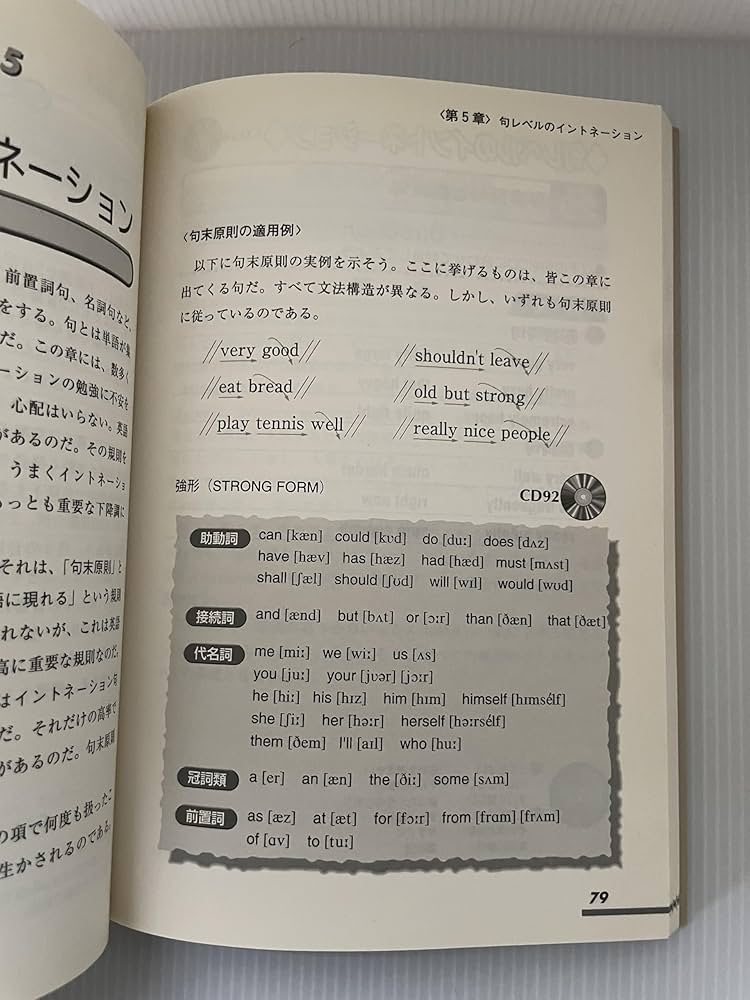 5
ネーション
前置詞句、名詞句など、
をする。句とは単語が集
だ。この章には、数多く
ーションの勉強に不安を
心配はいらない。英語
があるのだ。その規則を
うまくイントネーショ
っとも重要な下降調に
それは、「句末原則」と
語に現れる」という規則
れないが、これは英語
高に重要な規則なのだ。
はイントネーション句
だ。それだけの高率で
があるのだ。句末原則
の項で何度も扱ったこ
生かされるのである。
〈第5章〉句レベルのイントネーション
〈句末原則の適用例〉
以下に句末原則の実例を示そう。ここに挙げるものは、皆この章に
出てくる句だ。すべて文法構造が異なる。しかし、いずれも句末原則
に従っているのである。
//very good// //shouldn't leave//
//eat bread// //old but strong//
//play tennis well// //really nice people//
強形（STRONG FORM） CD92
助動詞 can [kæn] could [kʊd] do [duː] does [dʌz]
have [hæv] has [hæz] had [hæd] must [mʌst]
shall [ʃæl] should [ʃʊd] will [wɪl] would [wʊd]
接続詞 and [ænd] but [bʌt] or [ɔːr] than [ðæn] that [ðæt]
代名詞 me [miː] we [wiː] us [ʌs]
you [juː] your [jʊər] [jɔːr]
he [hiː] his [hɪz] him [hɪm] himself [hɪmsélf]
she [ʃiː] her [həːr] herself [həːrsélf]
them [ðem] I'll [aɪl] who [huː]
冠詞類 a [er] an [æn] the [ðiː] some [sʌm]
前置詞 as [æz] at [æt] for [fɔːr] from [frɑm] [frʌm]
of [ɑv] to [tuː]
79